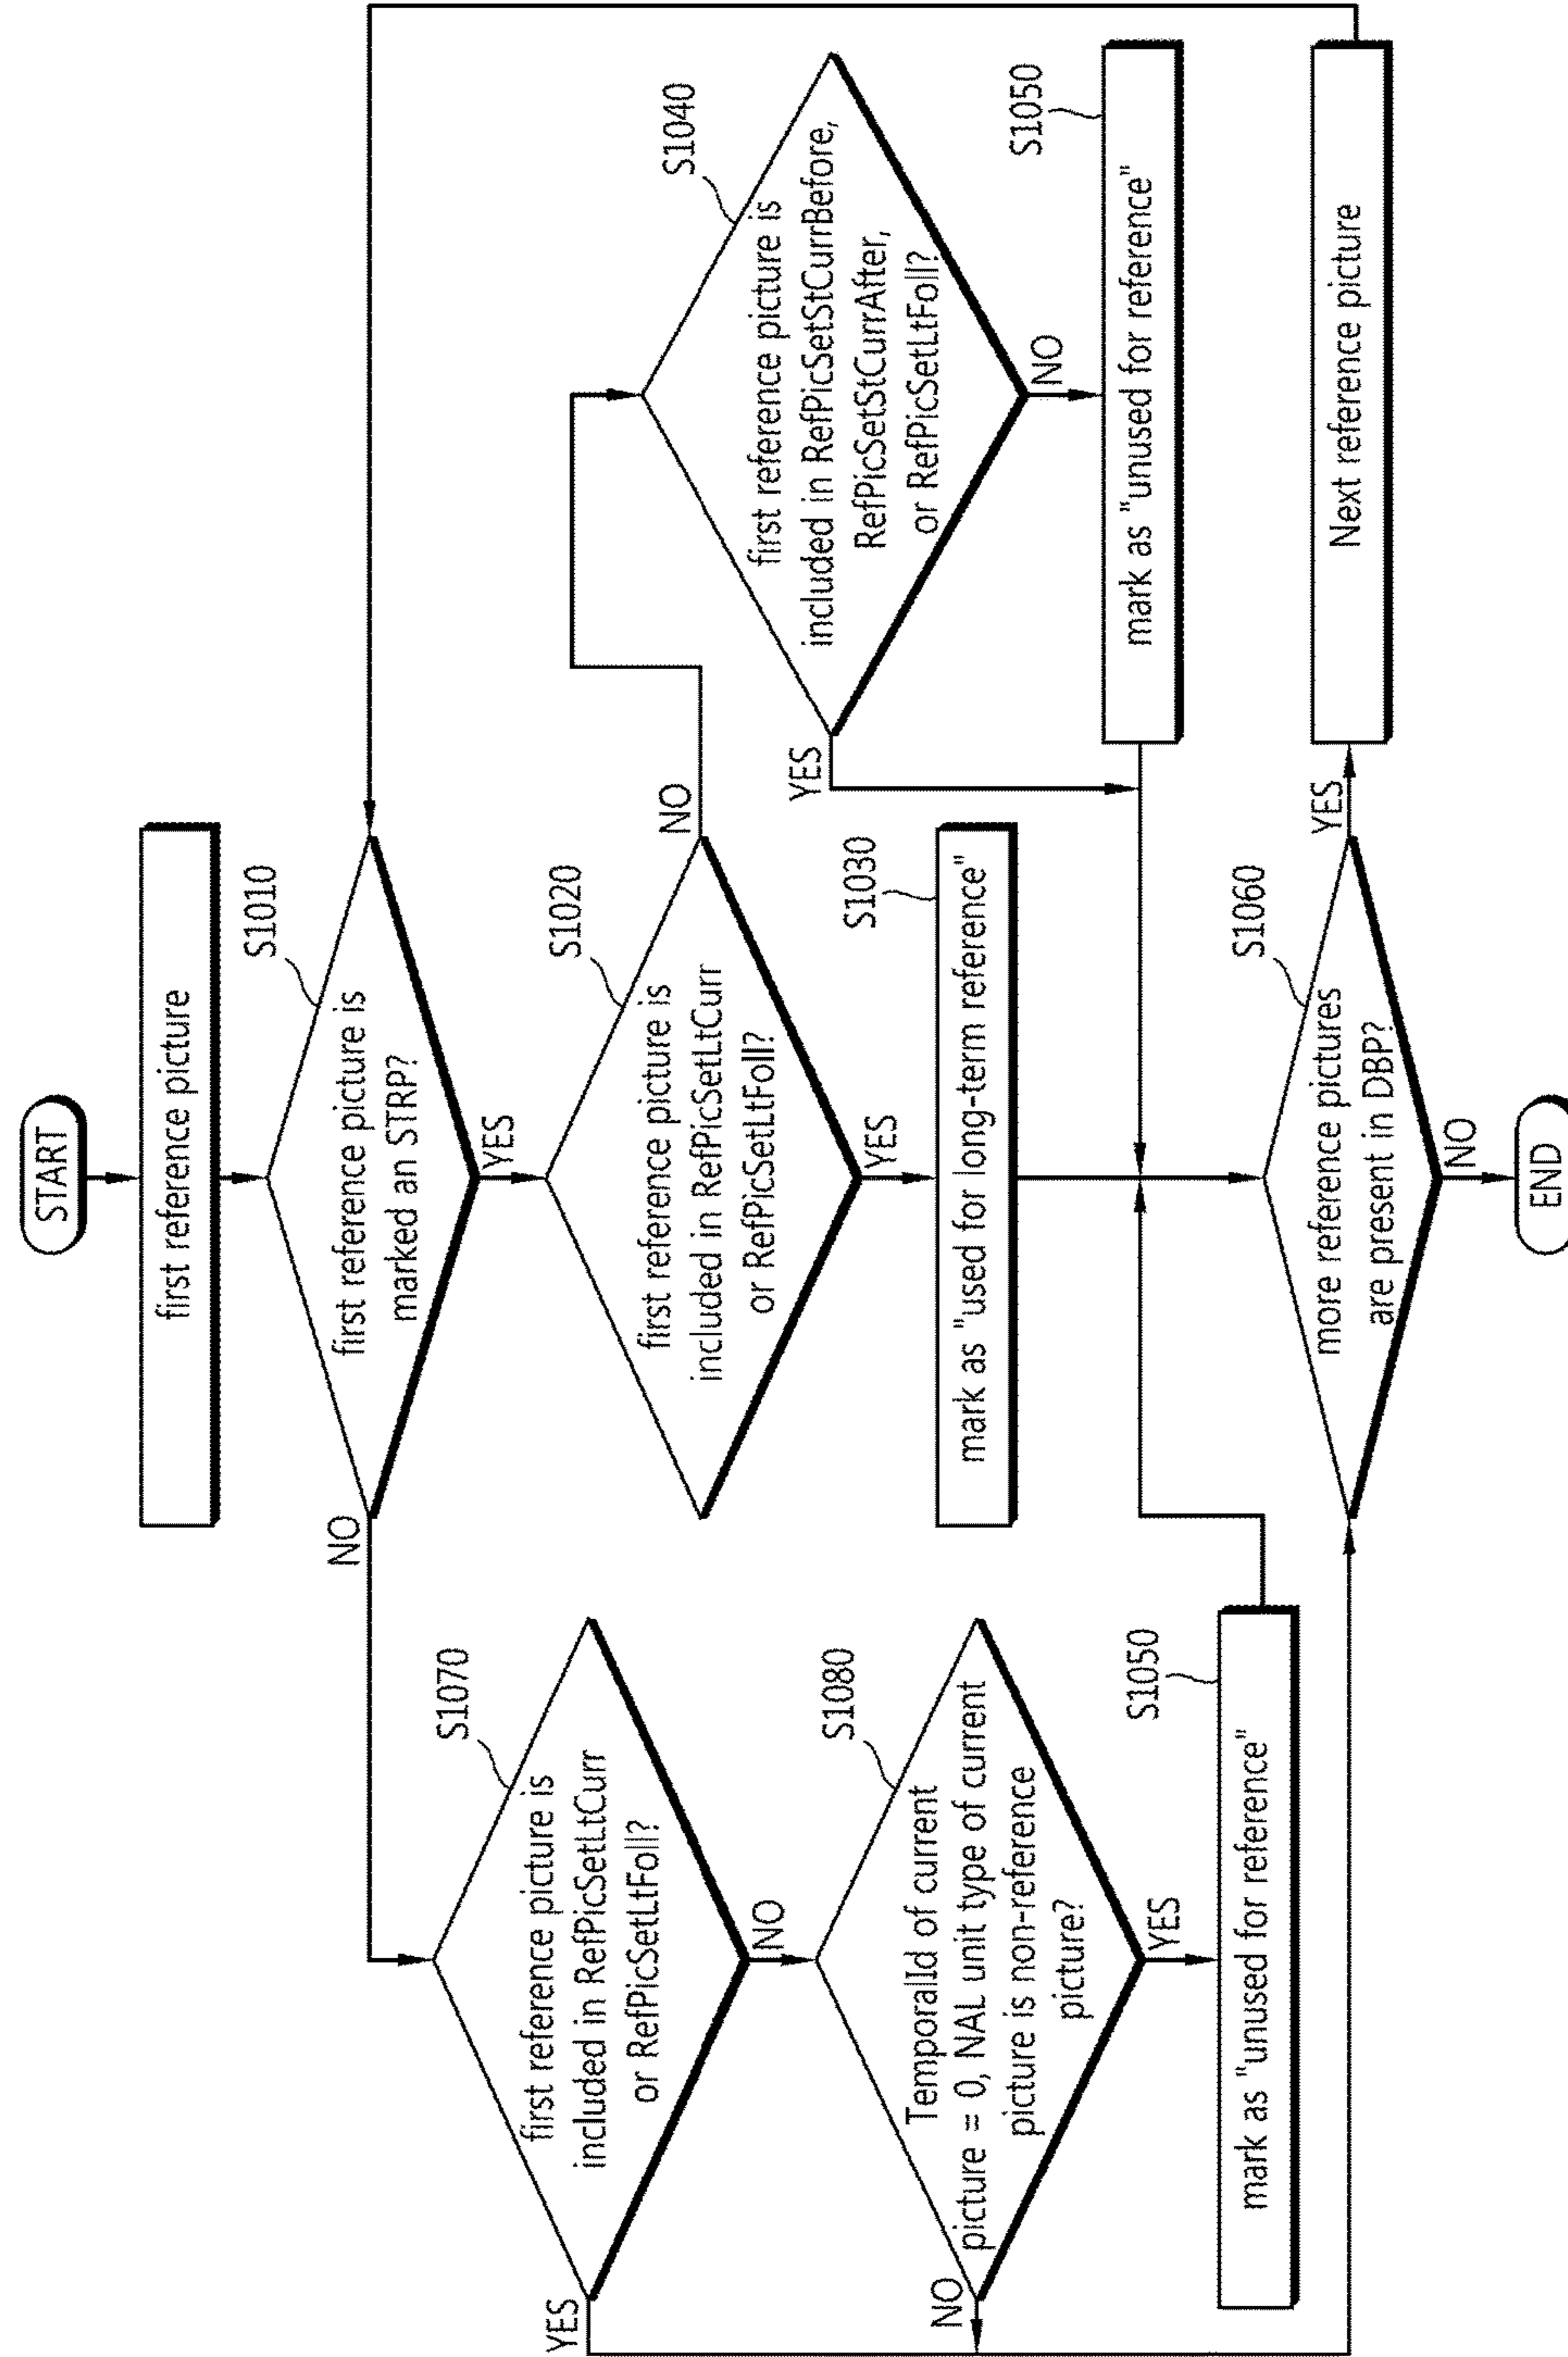 START
first reference picture
S1010
first reference picture is
marked an STRP?
NO
YES
S1020
first reference picture is
included in RefPicSetLtCurr
or RefPicSetLtFoll?
NO
YES
S1030
mark as "used for long-term reference"
S1040
first reference picture is
included in RefPicSetStCurrBefore,
RefPicSetStCurrAfter,
or RefPicSetLtFoll?
YES
NO
S1050
mark as "unused for reference"
S1070
first reference picture is
included in RefPicSetLtCurr
or RefPicSetLtFoll?
YES
NO
S1080
TemporalId of current
picture = 0, NAL unit type of current
picture is non-reference
picture?
NO
YES
S1050
mark as "unused for reference"
S1060
more reference pictures
are present in DBP?
YES
Next reference picture
NO
END